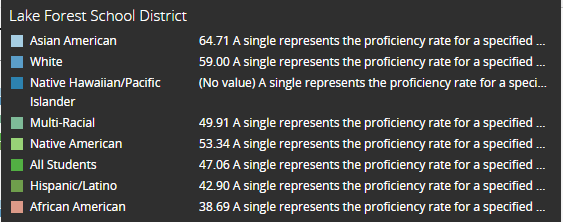 Lake Forest School District
Asian American 64.71 A single represents the proficiency rate for a specified ...
White 59.00 A single represents the proficiency rate for a specified ...
Native Hawaiian/Pacific (No value) A single represents the proficiency rate for a speci...
Islander
Multi-Racial 49.91 A single represents the proficiency rate for a specified ...
Native American 53.34 A single represents the proficiency rate for a specified ...
All Students 47.06 A single represents the proficiency rate for a specified ...
Hispanic/Latino 42.90 A single represents the proficiency rate for a specified ...
African American 38.69 A single represents the proficiency rate for a specified ...